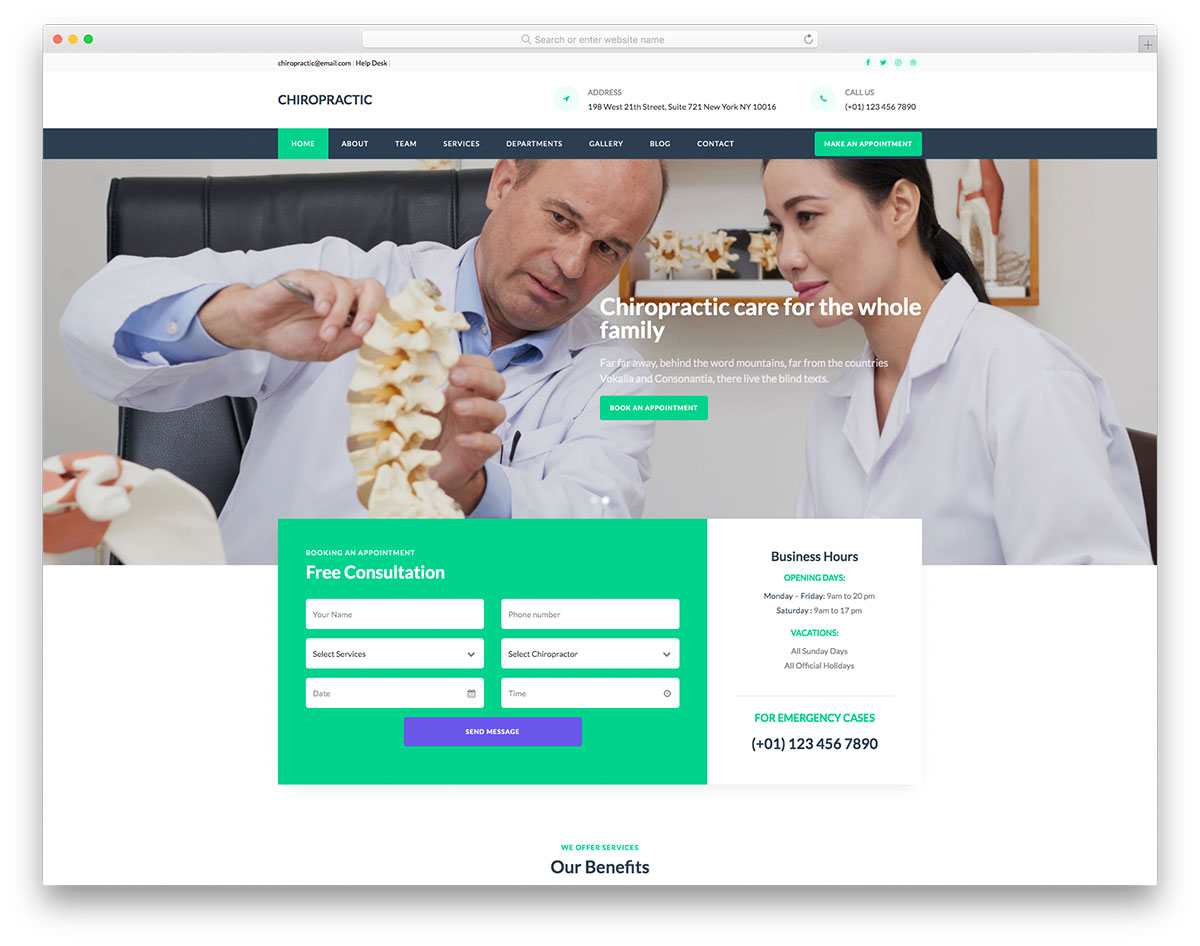 Search or enter website name
chiropractic@email.com | Help Desk |
CHIROPRACTIC
ADDRESS
198 West 21th Street, Suite 721 New York NY 10016
CALL US
(+01) 123 456 7890
HOME ABOUT TEAM SERVICES DEPARTMENTS GALLERY BLOG CONTACT MAKE AN APPOINTMENT
Chiropractic care for the whole
family
Far far away, behind the word mountains, far from the countries
Vokalia and Consonantia, there live the blind texts.
BOOK AN APPOINTMENT
BOOKING AN APPOINTMENT
Free Consultation
Your Name
Phone number
Select Services
Select Chiropractor
Date
Time
SEND MESSAGE
Business Hours
OPENING DAYS:
Monday – Friday: 9am to 20 pm
Saturday : 9am to 17 pm
VACATIONS:
All Sunday Days
All Official Holidays
FOR EMERGENCY CASES
(+01) 123 456 7890
WE OFFER SERVICES
Our Benefits